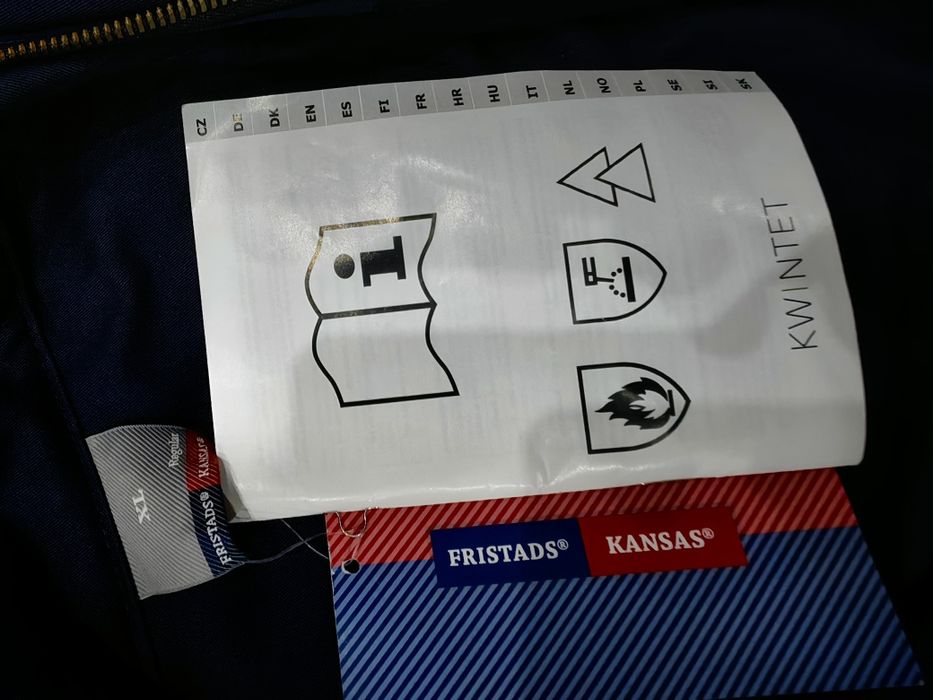 CZ
DE
DK
EN
ES
FI
FR
HR
HU
IT
NL
NO
PL
SE
SI
SK
i
KWINTET
XL
Regular
FRISTADS® KANSAS®
FRISTADS® KANSAS®